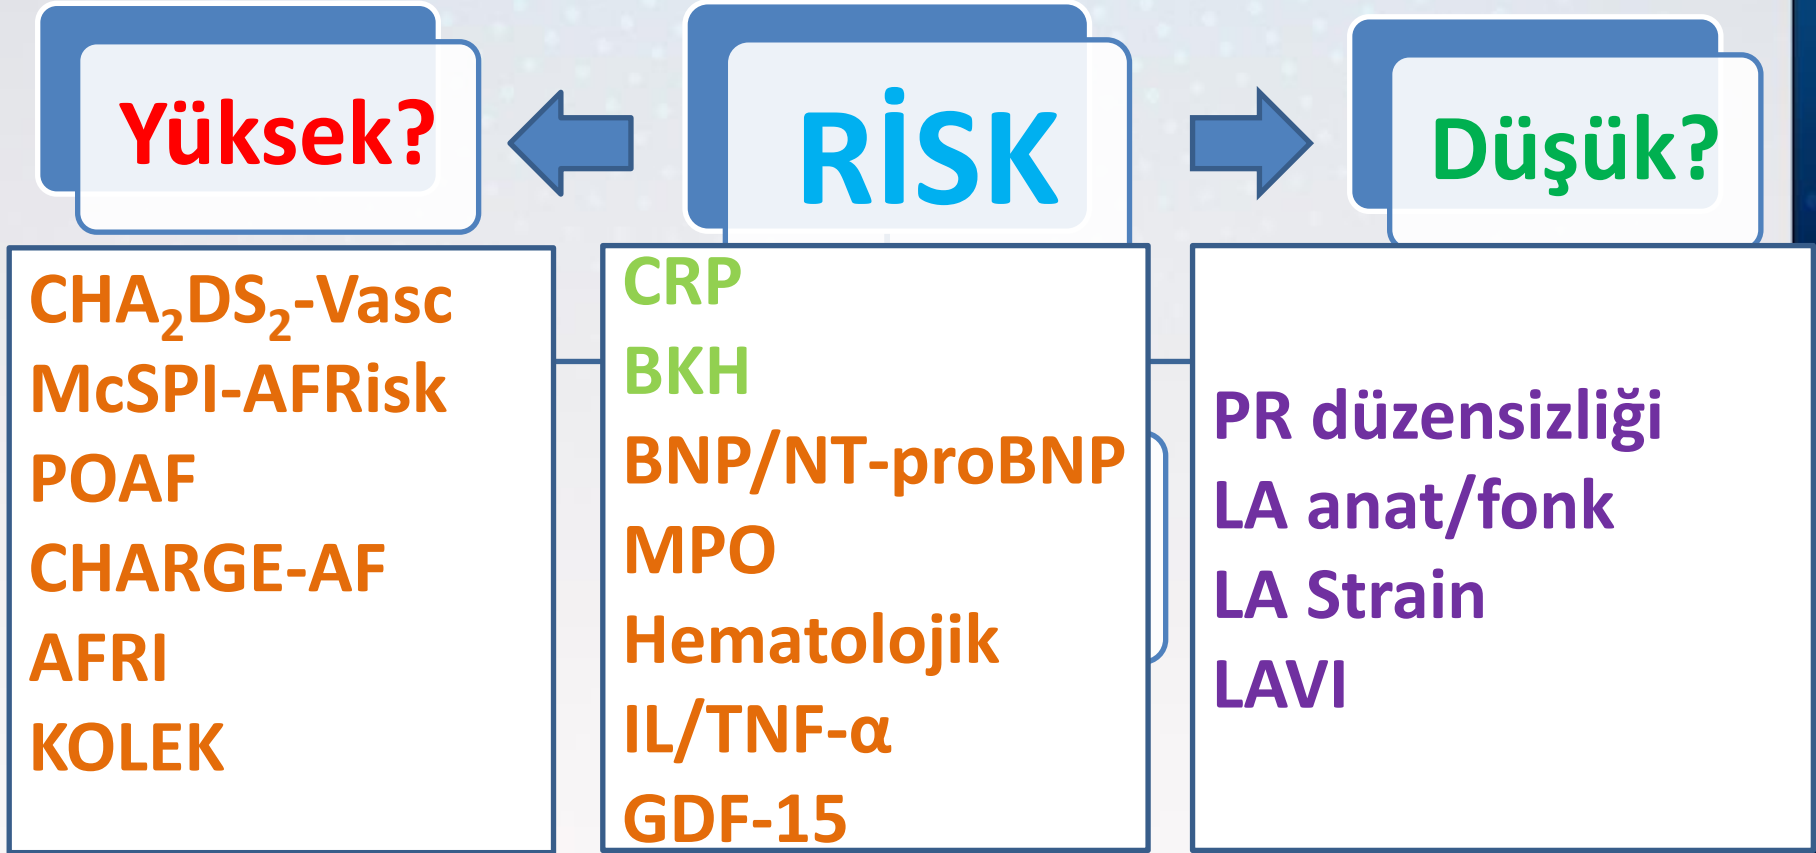 Yüksek?
RİSK
Düşük?
CHA₂DS₂-Vasc
McSPI-AFRisk
POAF
CHARGE-AF
AFRI
KOLEK
CRP
BKH
BNP/NT-proBNP
MPO
Hematolojik
IL/TNF-α
GDF-15
PR düzensizliği
LA anat/fonk
LA Strain
LAVI